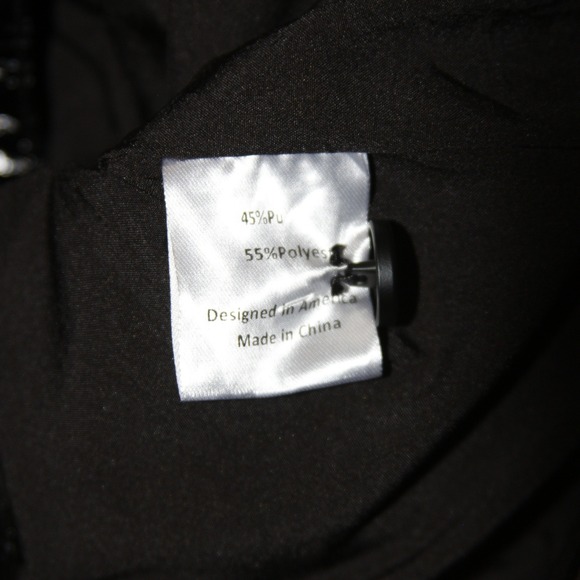 45%Pu
55%Polyes
Designed in America
Made in China